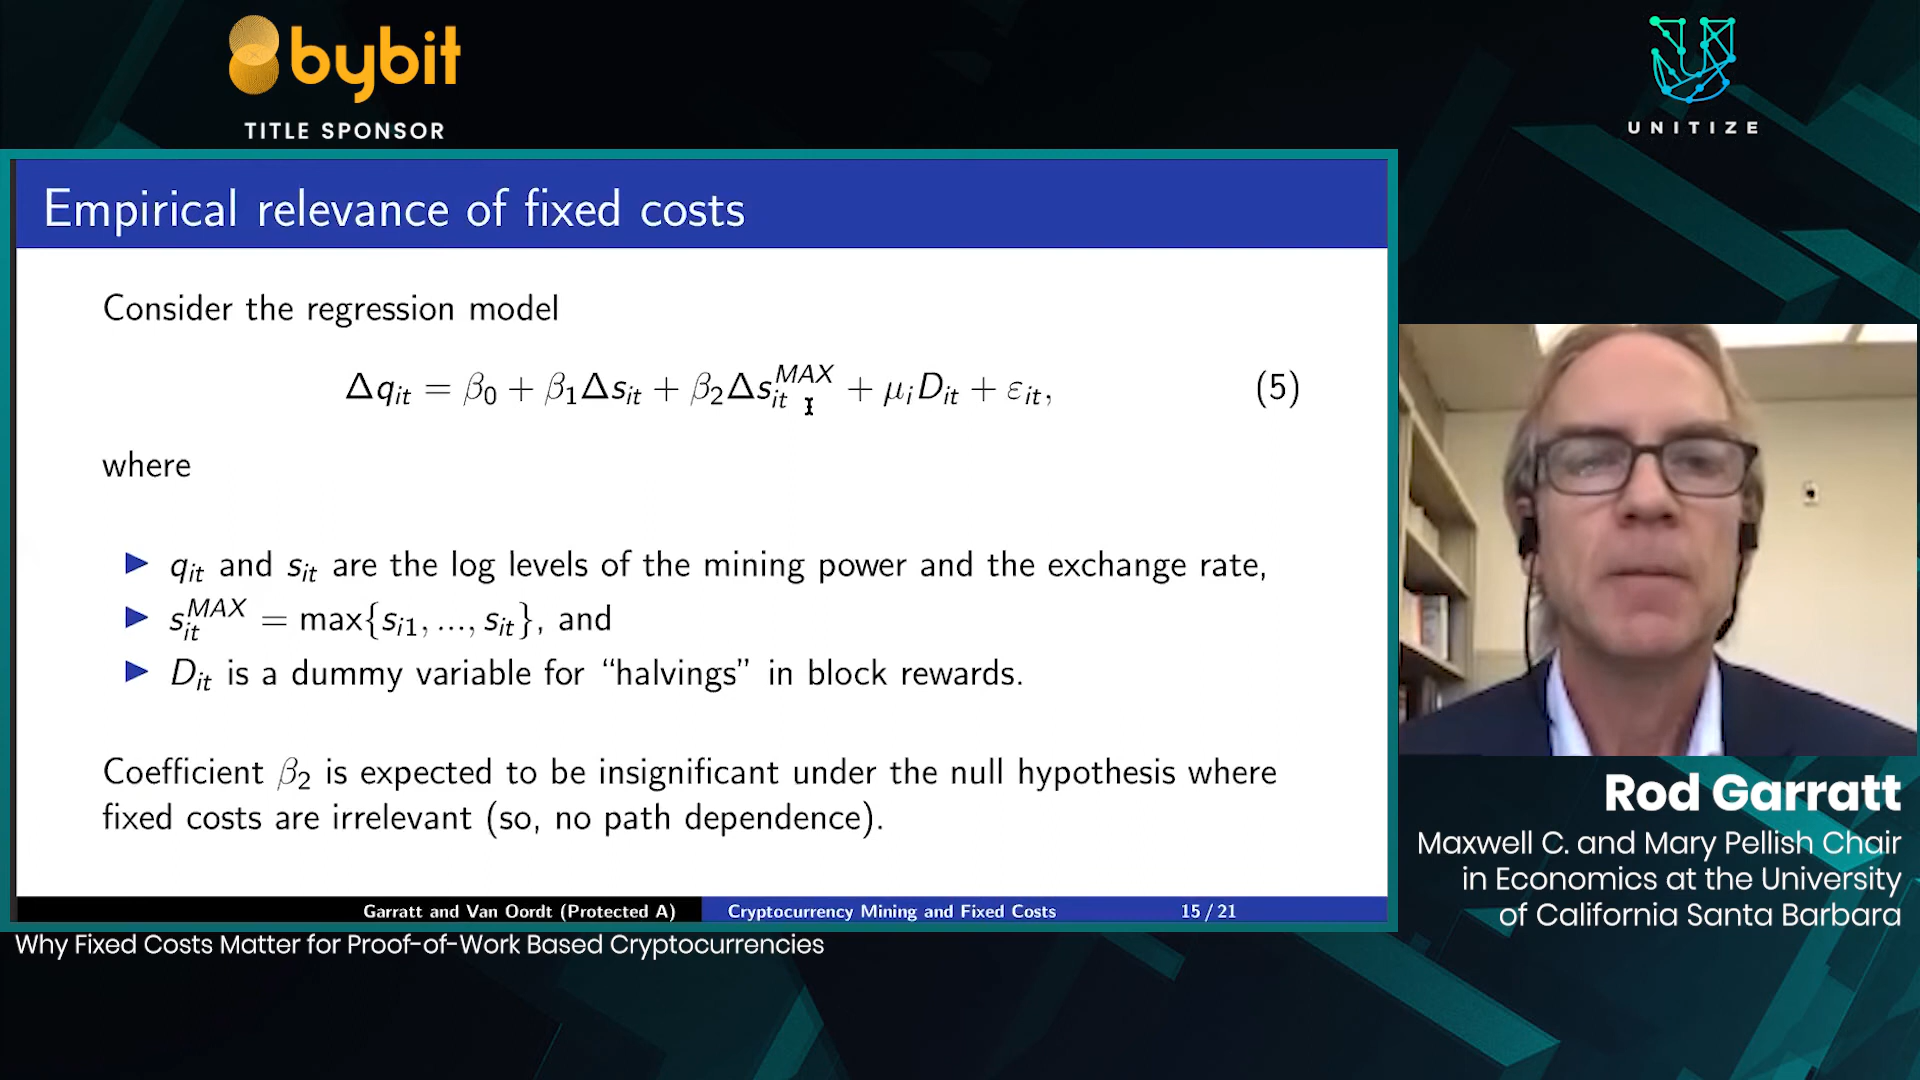 bybit
TITLE SPONSOR
UNITIZE
Empirical relevance of fixed costs
Consider the regression model
Δq_it = β_0 + β_1Δs_it + β_2Δs_it^MAX + μ_iD_it + ε_it, (5)
where
▶ q_it and s_it are the log levels of the mining power and the exchange rate,
▶ s_it^MAX = max{s_i1, ..., s_it}, and
▶ D_it is a dummy variable for “halvings” in block rewards.
Coefficient β_2 is expected to be insignificant under the null hypothesis where
fixed costs are irrelevant (so, no path dependence).
Garratt and Van Oordt (Protected A) Cryptocurrency Mining and Fixed Costs 15 / 21
Why Fixed Costs Matter for Proof-of-Work Based Cryptocurrencies
Rod Garratt
Maxwell C. and Mary Pellish Chair
in Economics at the University
of California Santa Barbara